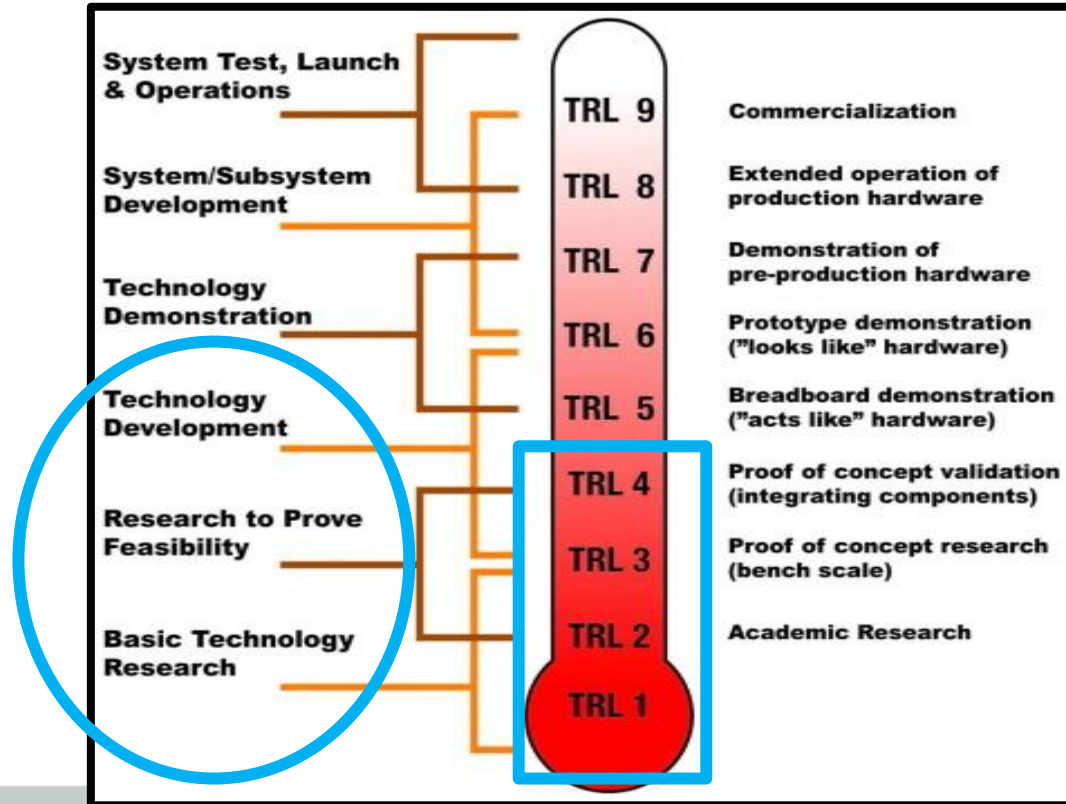 System Test, Launch
& Operations
System/Subsystem
Development
Technology
Demonstration
Technology
Development
Research to Prove
Feasibility
Basic Technology
Research
TRL 9
TRL 8
TRL 7
TRL 6
TRL 5
TRL 4
TRL 3
TRL 2
TRL 1
Commercialization
Extended operation of
production hardware
Demonstration of
pre-production hardware
Prototype demonstration
(”looks like” hardware)
Breadboard demonstration
(”acts like” hardware)
Proof of concept validation
(integrating components)
Proof of concept research
(bench scale)
Academic Research